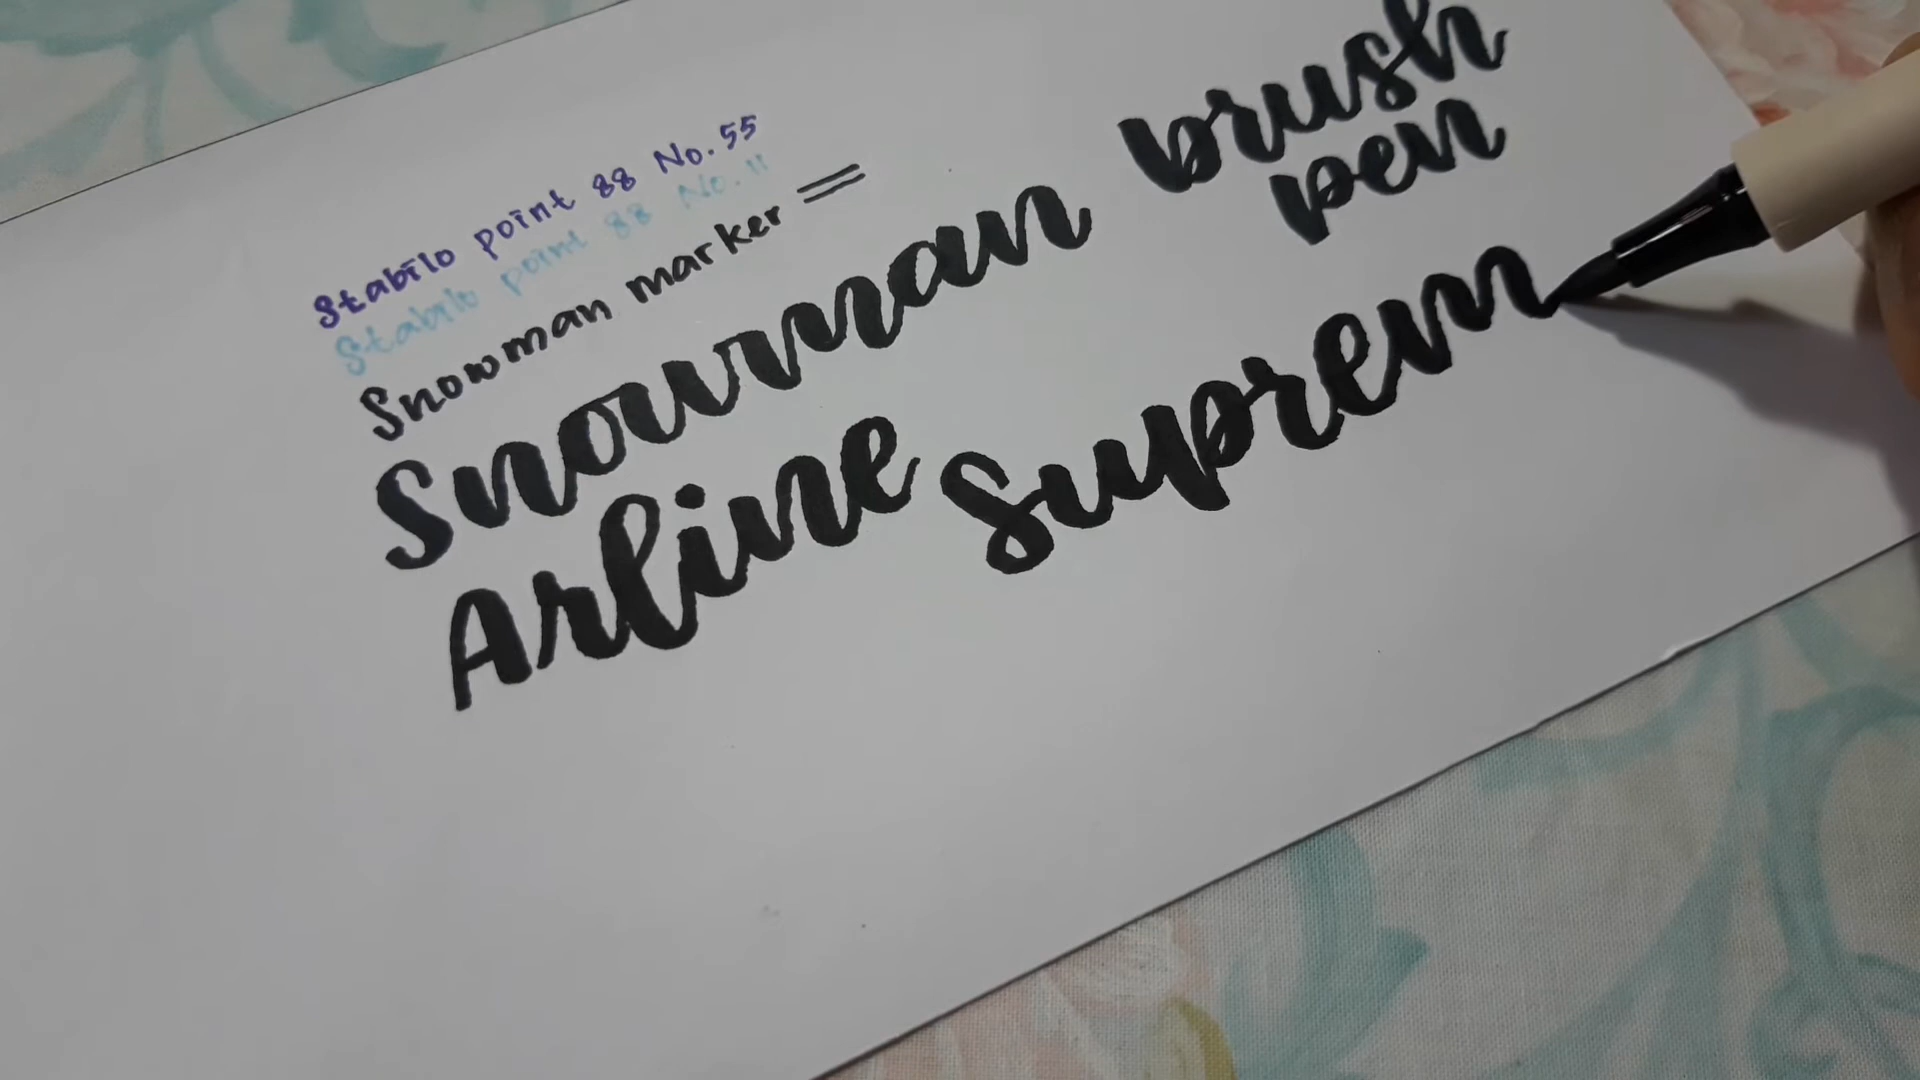 Stabilo point 88 No. 55
Stabilo point 88 No. 11
Snowman marker =
Snowman brush pen
Arline Suprem